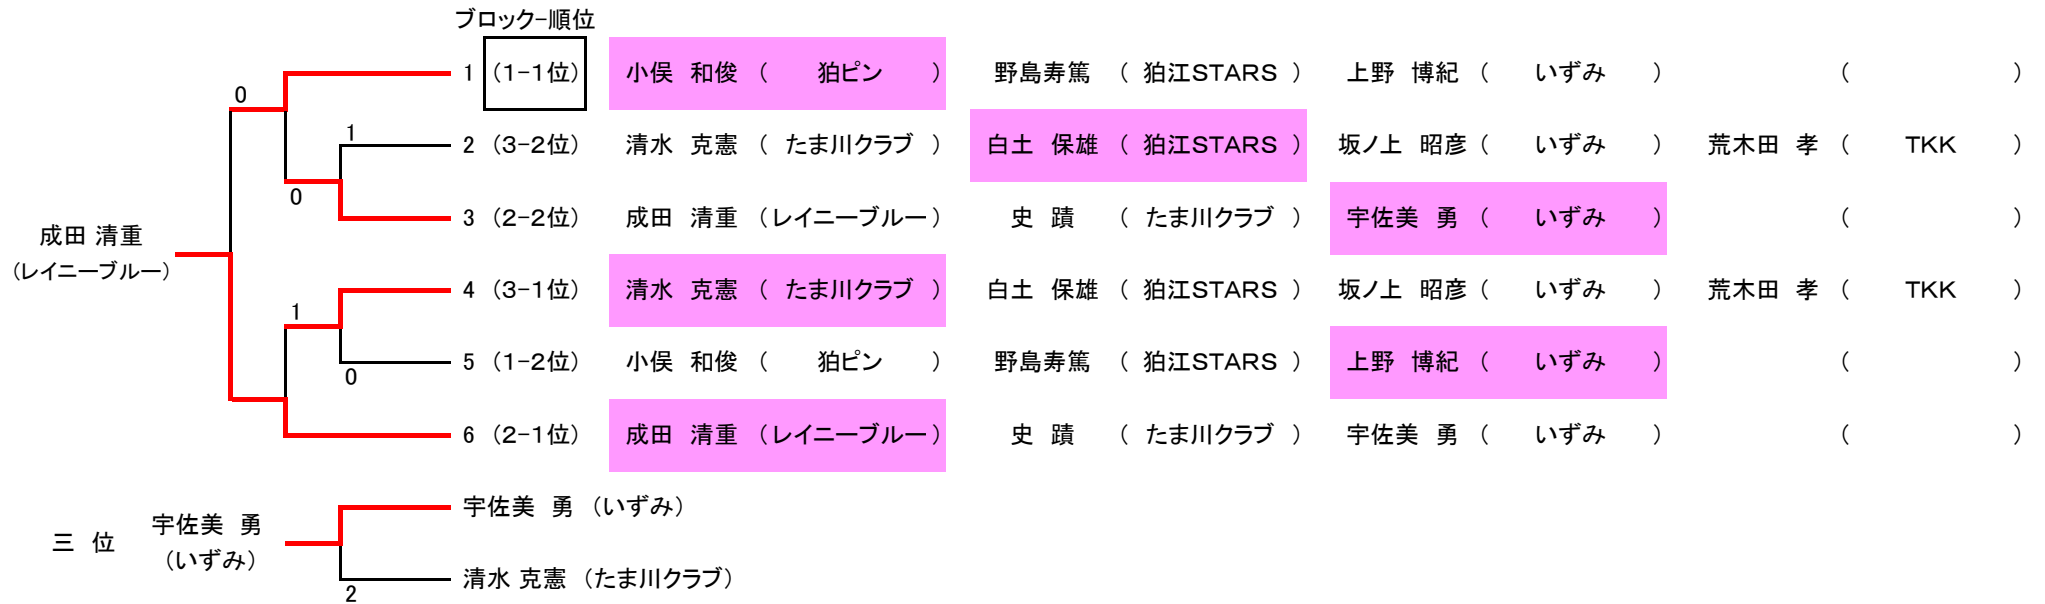 ブロック-順位
0
1 (1-1位) 小俣 和俊 ( 狛ピン ) 野島寿篤 ( 狛江STARS ) 上野 博紀 ( いずみ ) ( )
1
2 (3-2位) 清水 克憲 ( たま川クラブ ) 白土 保雄 ( 狛江STARS ) 坂ノ上 昭彦 ( いずみ ) 荒木田 孝 ( TKK )
0
3 (2-2位) 成田 清重 (レイニーブルー) 史 蹟 ( たま川クラブ ) 宇佐美 勇 ( いずみ ) ( )
成田 清重
(レイニーブルー)
4 (3-1位) 清水 克憲 ( たま川クラブ ) 白土 保雄 ( 狛江STARS ) 坂ノ上 昭彦 ( いずみ ) 荒木田 孝 ( TKK )
1
5 (1-2位) 小俣 和俊 ( 狛ピン ) 野島寿篤 ( 狛江STARS ) 上野 博紀 ( いずみ ) ( )
0
6 (2-1位) 成田 清重 (レイニーブルー) 史 蹟 ( たま川クラブ ) 宇佐美 勇 ( いずみ ) ( )
宇佐美 勇 (いずみ)
三 位 宇佐美 勇
(いずみ)
清水 克憲 (たま川クラブ)
2